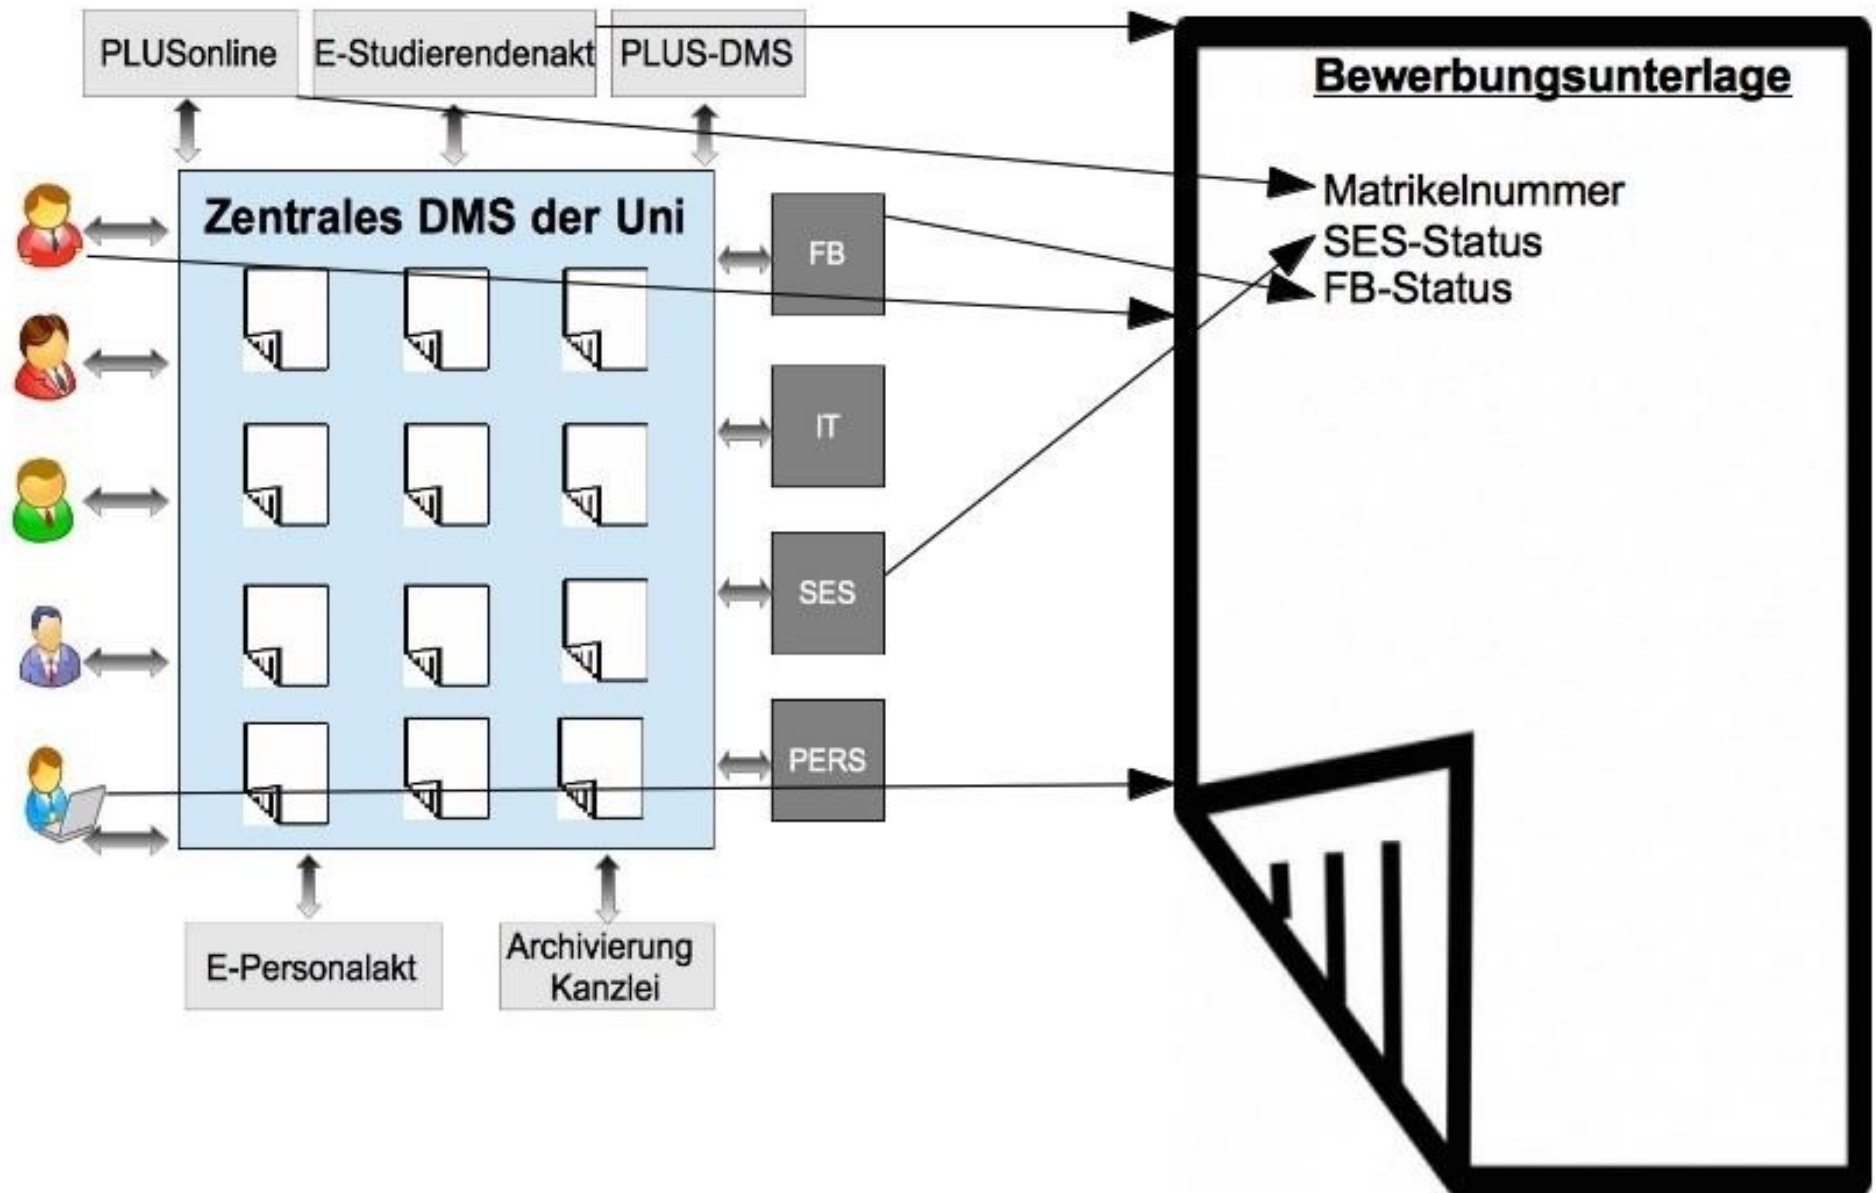 PLUSonline
E-Studierendenakt
PLUS-DMS
Zentrales DMS der Uni
FB
IT
SES
PERS
E-Personalakt
Archivierung
Kanzlei
Bewerbungsunterlage
Matrikelnummer
SES-Status
FB-Status